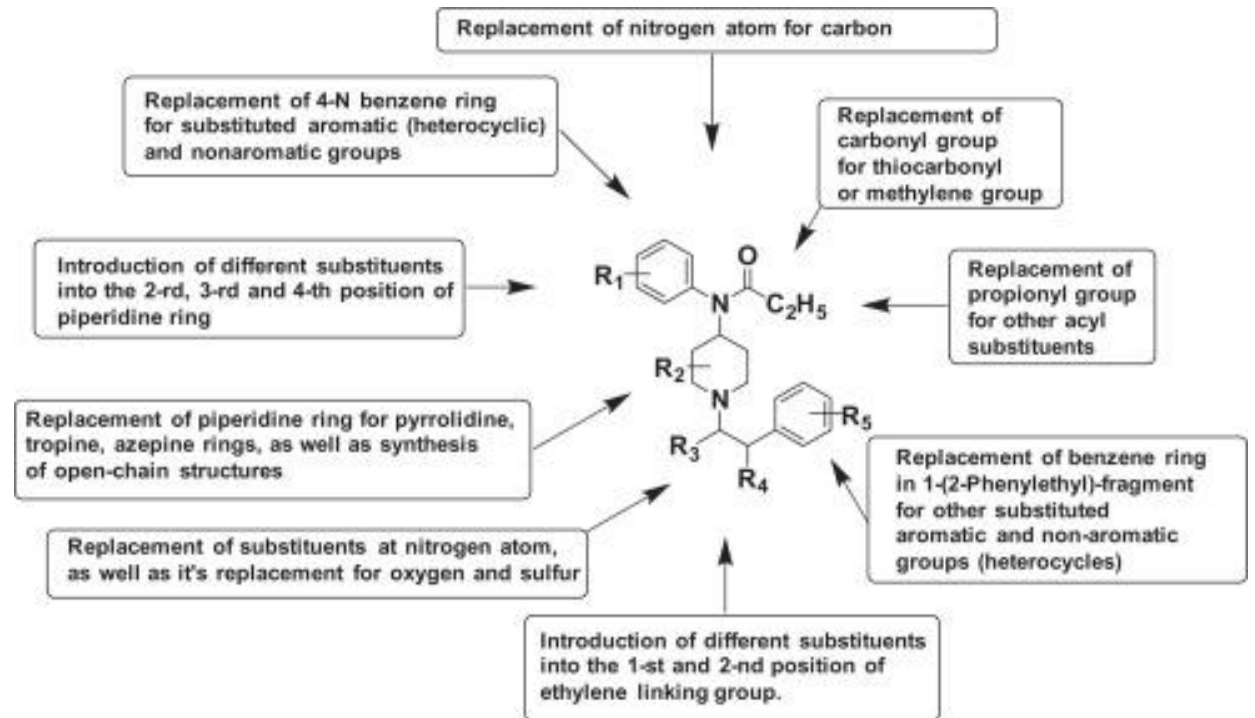 Replacement of nitrogen atom for carbon
Replacement of 4-N benzene ring
for substituted aromatic (heterocyclic)
and nonaromatic groups
Replacement of
carbonyl group
for thiocarbonyl
or methylene group
Introduction of different substituents
into the 2-rd, 3-rd and 4-th position of
piperidine ring
Replacement of
propionyl group
for other acyl
substituents
R1
O
N
C2H5
R2
N
R3
R4
R5
Replacement of piperidine ring for pyrrolidine,
tropine, azepine rings, as well as synthesis
of open-chain structures
Replacement of benzene ring
in 1-(2-Phenylethyl)-fragment
for other substituted
aromatic and non-aromatic
groups (heterocycles)
Replacement of substituents at nitrogen atom,
as well as it's replacement for oxygen and sulfur
Introduction of different substituents
into the 1-st and 2-nd position of
ethylene linking group.